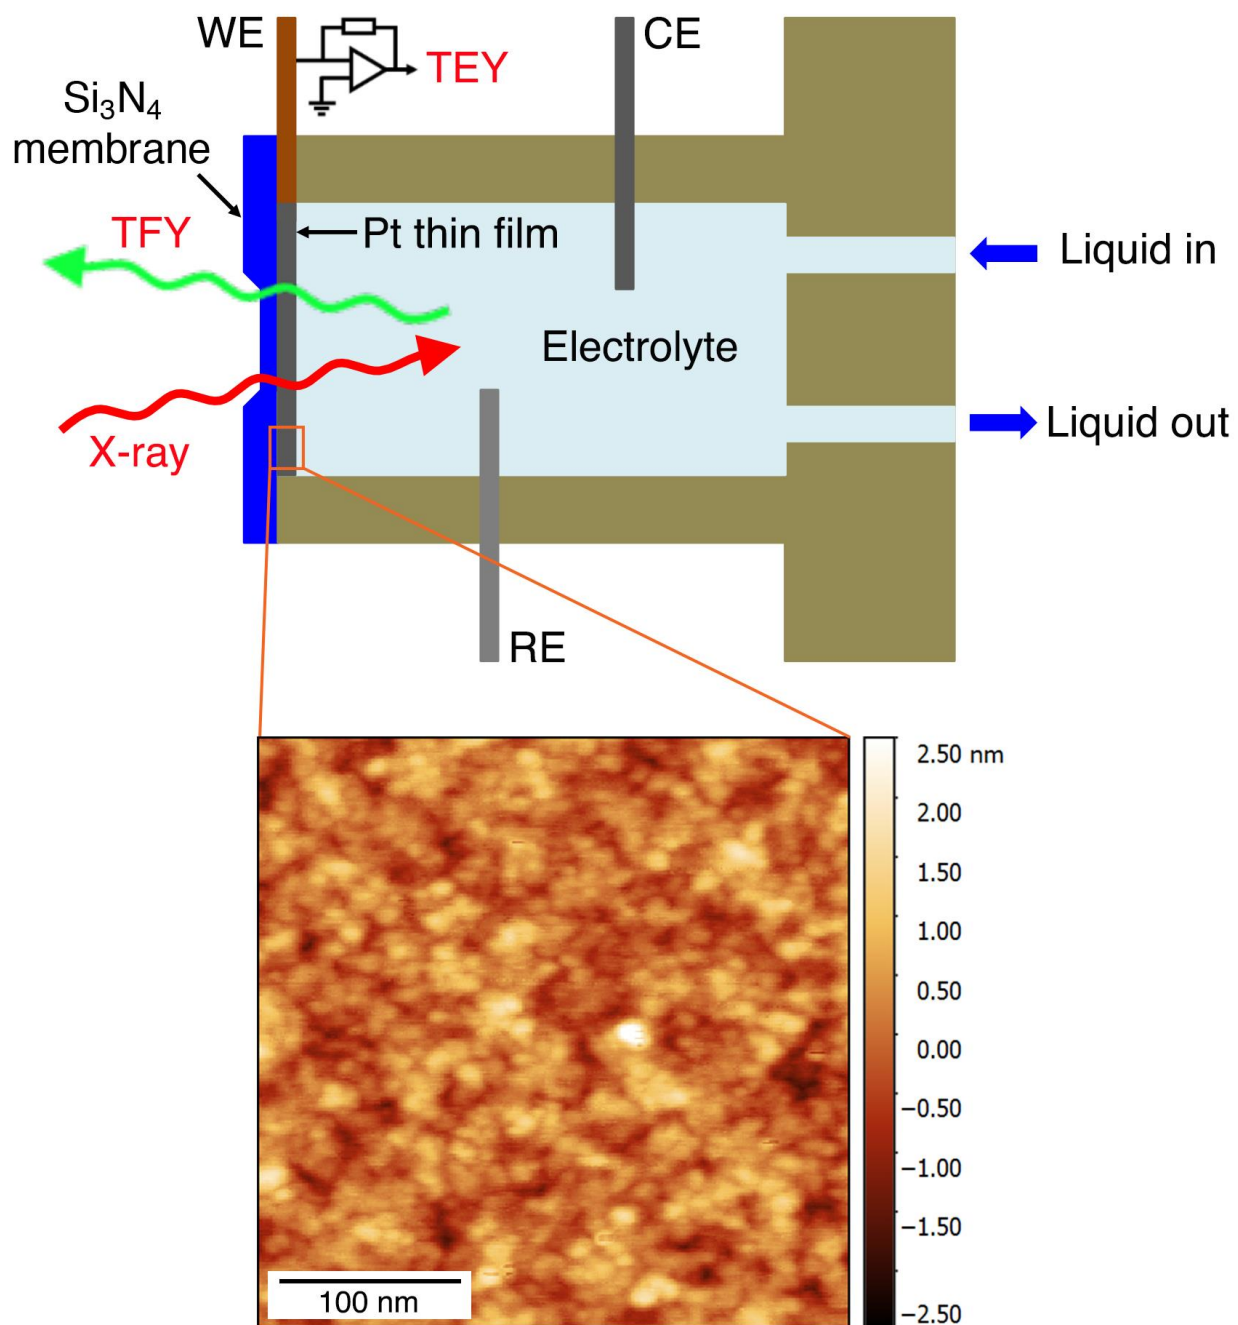 WE
CE
TEY
Si₃N₄
membrane
TFY
Pt thin film
Liquid in
Electrolyte
X-ray
Liquid out
RE
2.50 nm
2.00
1.50
1.00
0.50
0.00
−0.50
−1.00
−1.50
−2.50
100 nm